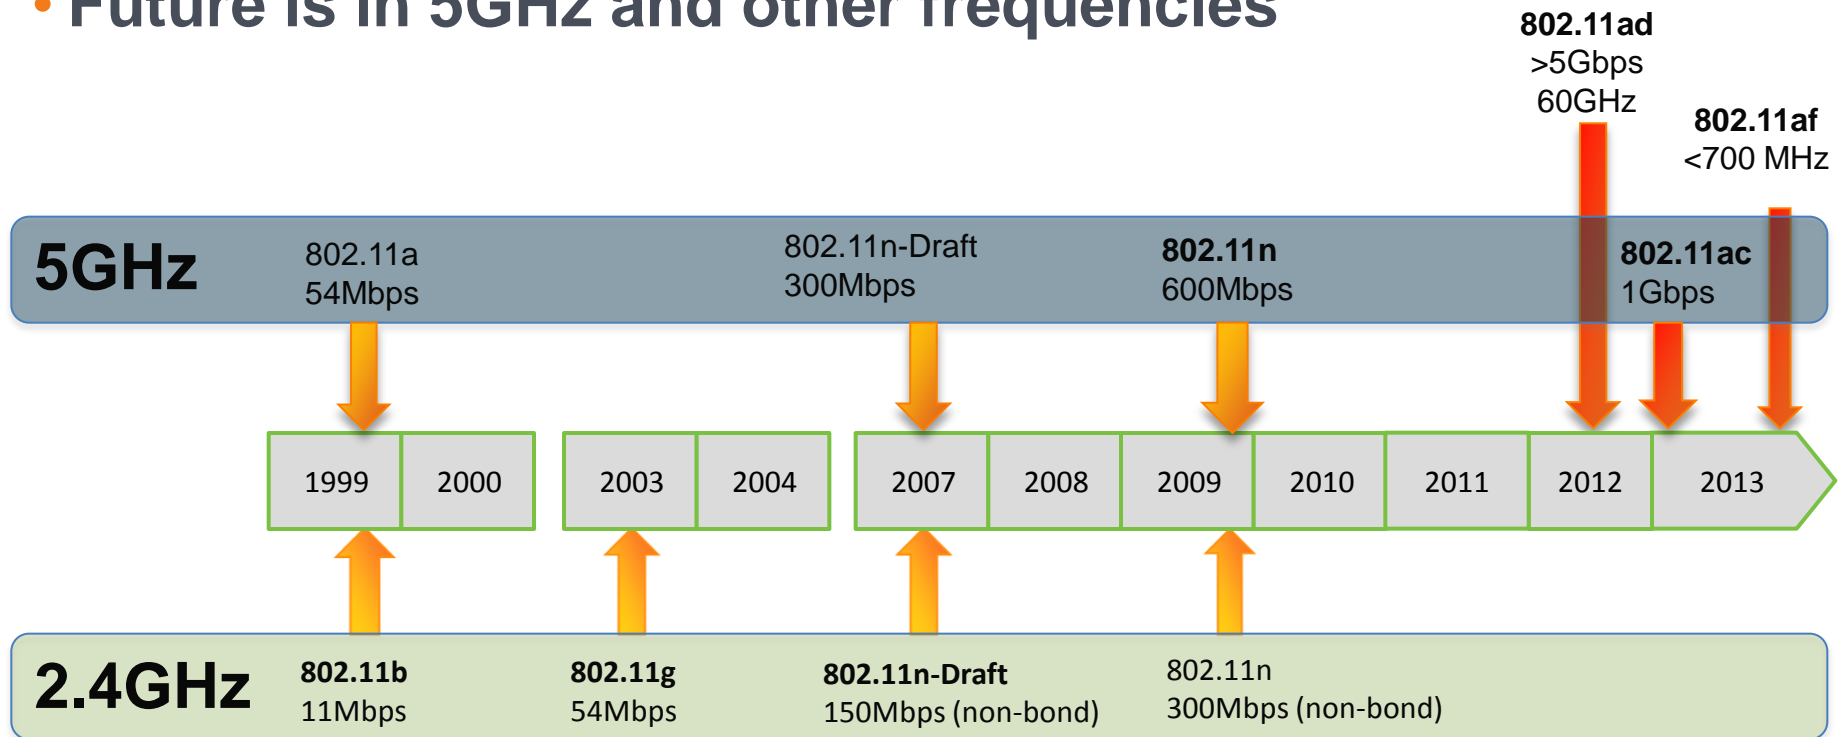 • Future is in 5GHz and other frequencies
802.11ad
>5Gbps
60GHz
802.11af
<700 MHz
5GHz
802.11a
54Mbps
802.11n-Draft
300Mbps
802.11n
600Mbps
802.11ac
1Gbps
1999
2000
2003
2004
2007
2008
2009
2010
2011
2012
2013
2.4GHz
802.11b
11Mbps
802.11g
54Mbps
802.11n-Draft
150Mbps (non-bond)
802.11n
300Mbps (non-bond)